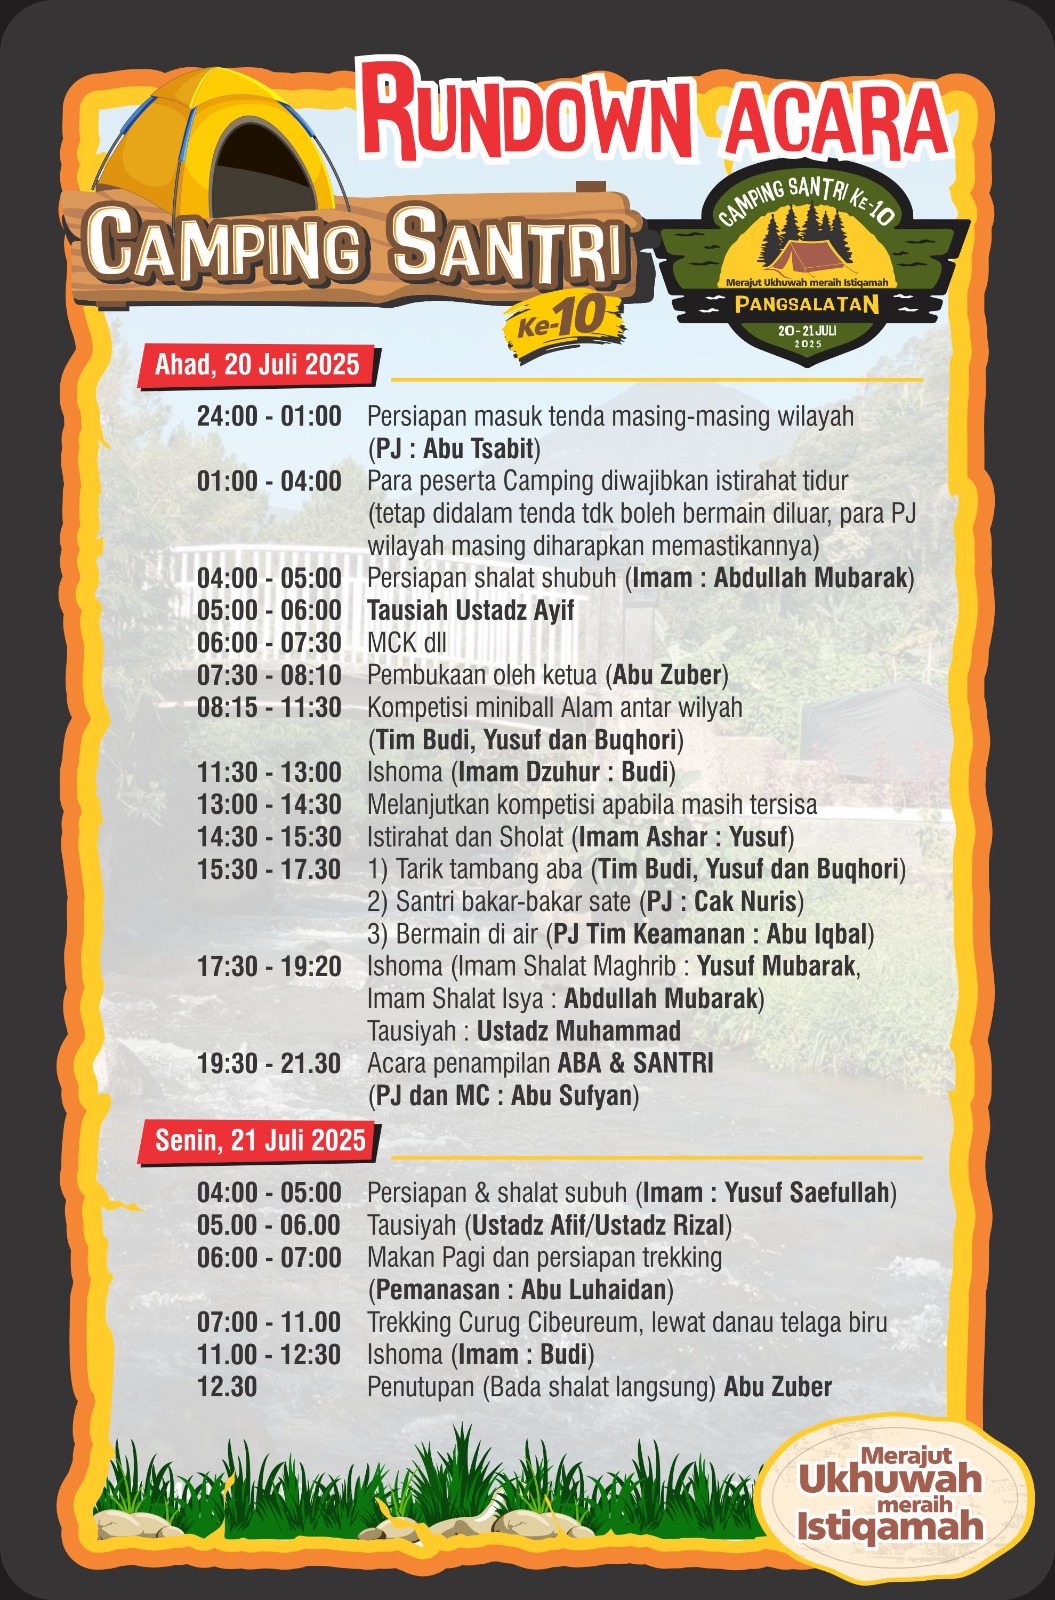 RUNDOWN ACARA
CAMPING SANTRI
Ke-10
CAMPING SANTRI Ke-10
Merajut Ukhuwah meraih Istiqamah
PANGSALATAN
20 - 21 JULI
2025
Ahad, 20 Juli 2025
24:00 - 01:00 Persiapan masuk tenda masing-masing wilayah
(PJ : Abu Tsabit)
01:00 - 04:00 Para peserta Camping diwajibkan istirahat tidur
(tetap didalam tenda tdk boleh bermain diluar, para PJ
wilayah masing diharapkan memastikannya)
04:00 - 05:00 Persiapan shalat shubuh (Imam : Abdullah Mubarak)
05:00 - 06:00 Tausiah Ustadz Ayif
06:00 - 07:30 MCK dll
07:30 - 08:10 Pembukaan oleh ketua (Abu Zuber)
08:15 - 11:30 Kompetisi miniball Alam antar wilyah
(Tim Budi, Yusuf dan Buqhori)
11:30 - 13:00 Ishoma (Imam Dzuhur : Budi)
13:00 - 14:30 Melanjutkan kompetisi apabila masih tersisa
14:30 - 15:30 Istirahat dan Sholat (Imam Ashar : Yusuf)
15:30 - 17.30 1) Tarik tambang aba (Tim Budi, Yusuf dan Buqhori)
2) Santri bakar-bakar sate (PJ : Cak Nuris)
3) Bermain di air (PJ Tim Keamanan : Abu Iqbal)
17:30 - 19:20 Ishoma (Imam Shalat Maghrib : Yusuf Mubarak,
Imam Shalat Isya : Abdullah Mubarak)
Tausiyah : Ustadz Muhammad
19:30 - 21.30 Acara penampilan ABA & SANTRI
(PJ dan MC : Abu Sufyan)
Senin, 21 Juli 2025
04:00 - 05:00 Persiapan & shalat subuh (Imam : Yusuf Saefullah)
05.00 - 06.00 Tausiyah (Ustadz Afif/Ustadz Rizal)
06:00 - 07:00 Makan Pagi dan persiapan trekking
(Pemanasan : Abu Luhaidan)
07:00 - 11.00 Trekking Curug Cibeureum, lewat danau telaga biru
11.00 - 12:30 Ishoma (Imam : Budi)
12.30 Penutupan (Bada shalat langsung) Abu Zuber
Merajut
Ukhuwah
meraih
Istiqamah